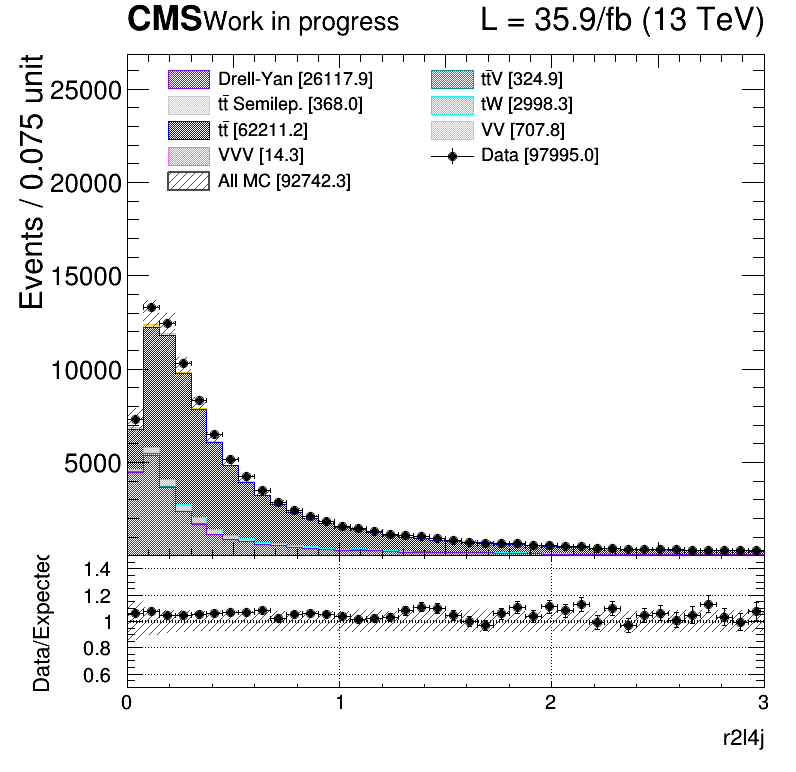 CMS Work in progress L = 35.9/fb (13 TeV)
Events / 0.075 unit
25000
20000
15000
10000
5000
Drell-Yan [26117.9]
tt̄ Semilep. [368.0]
tt̄ [62211.2]
VVV [14.3]
All MC [92742.3]
tt̄V [324.9]
tW [2998.3]
VV [707.8]
Data [97995.0]
Data/Expected
1.4
1.2
1
0.8
0.6
0 1 2 3
r2l4j